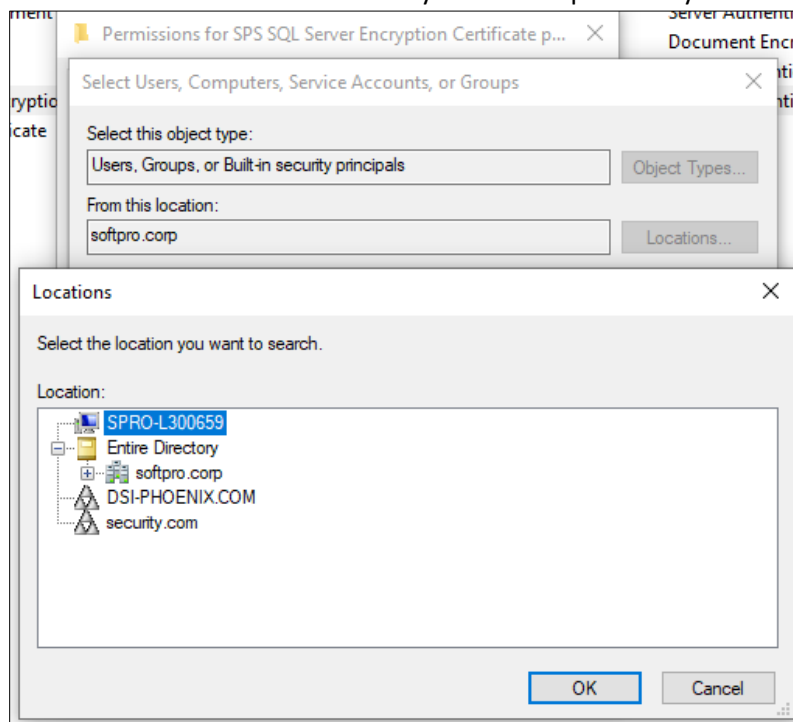 Permissions for SPS SQL Server Encryption Certificate p...
Document Encr
Select Users, Computers, Service Accounts, or Groups
Select this object type:
Users, Groups, or Built-in security principals
Object Types...
From this location:
softpro.corp
Locations...
Locations
Select the location you want to search.
Location:
SPRO-L300659
Entire Directory
softpro.corp
DSI-PHOENIX.COM
security.com
OK
Cancel